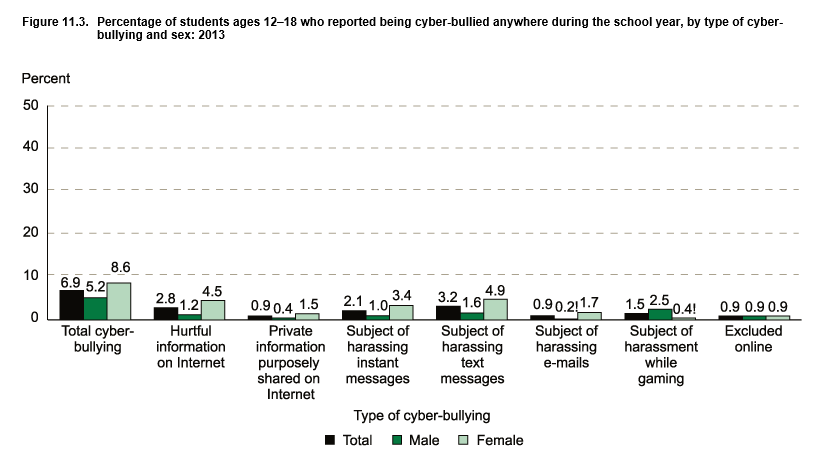 Figure 11.3. Percentage of students ages 12–18 who reported being cyber-bullied anywhere during the school year, by type of cyber-
bullying and sex: 2013
Percent
50
40
30
20
10
0
6.9 5.2 8.6
2.8 1.2 4.5
0.9 0.4 1.5
2.1 1.0 3.4
3.2 1.6 4.9
0.9 0.2! 1.7
1.5 2.5 0.4!
0.9 0.9 0.9
Total cyber-
bullying
Hurtful
information
on Internet
Private
information
purposely
shared on
Internet
Subject of
harassing
instant
messages
Subject of
harassing
text
messages
Subject of
harassing
e-mails
Subject of
harassment
while
gaming
Excluded
online
Type of cyber-bullying
Total Male Female